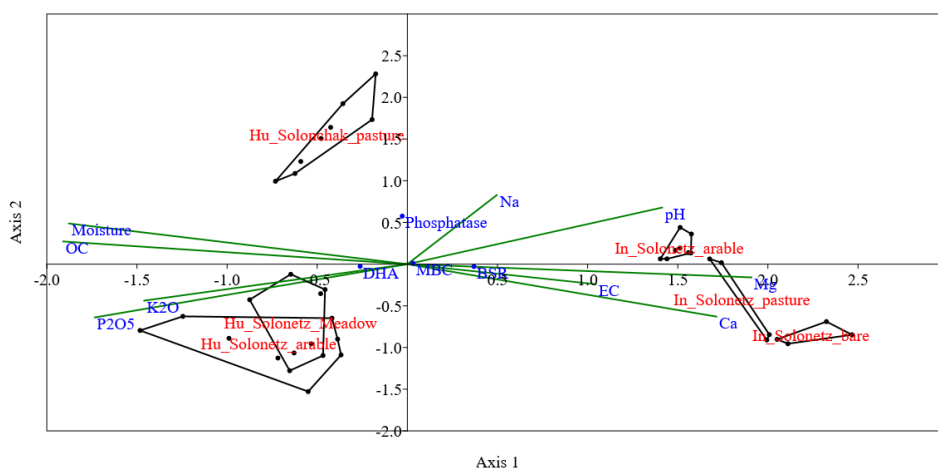 2.5
2.0
Hu_Solonchak_pasture
1.5
1.0
Na
0.5
Phosphatase
pH
Moisture
OC
In_Solonetz_arable
-2.0
-1.5
-1.0
-0.5
DHA
MBC
BSR
0.5
1.0
1.5
2.0
2.5
Mg
K2O
EC
In_Solonetz_pasture
-0.5
P2O5
Hu_Solonetz_Meadow
Ca
Hu_Solonetz_arable
In_Solonetz_bare
-1.0
-1.5
-2.0
Axis 2
Axis 1